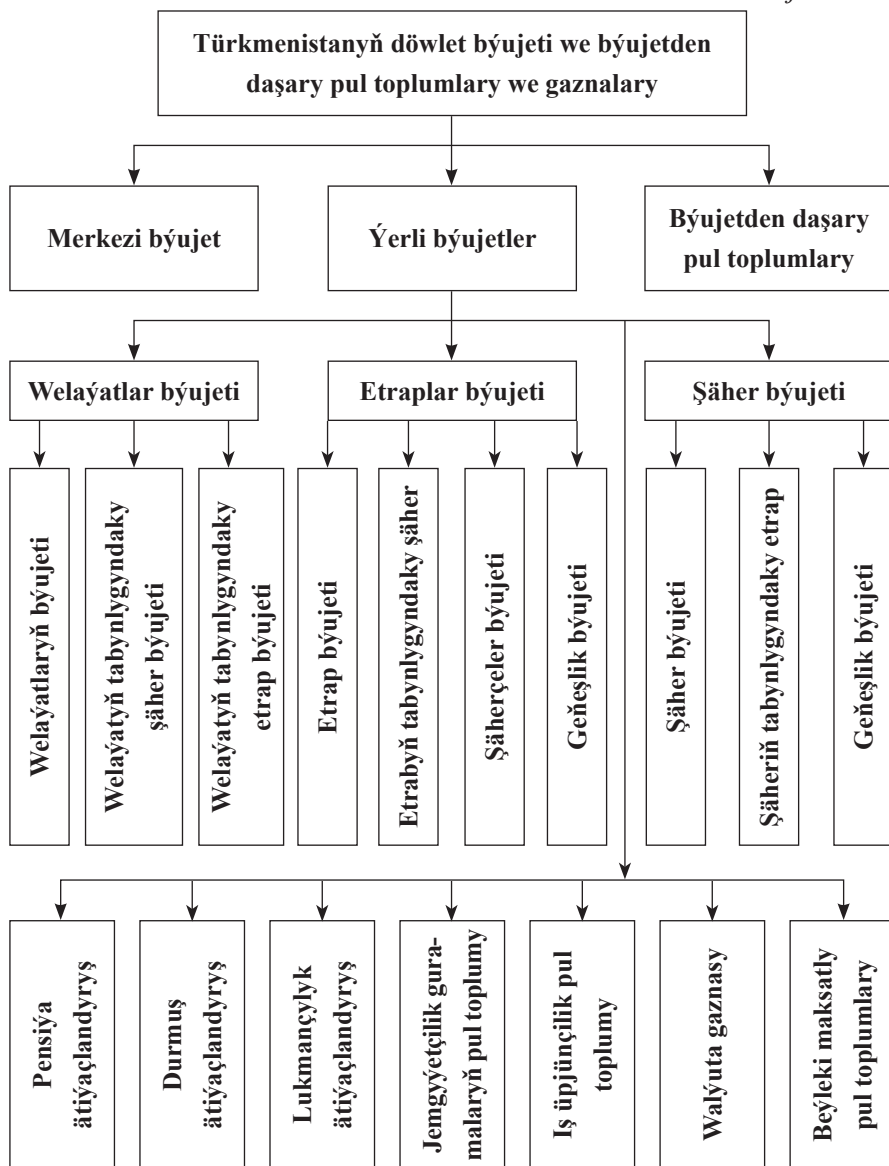 Türkmenistanyň döwlet býujeti we býujetden
daşary pul toplumlary we gaznalary
Merkezi býujet
Ýerli býujetler
Býujetden daşary
pul toplumlary
Welaýatlar býujeti
Etraplar býujeti
Şäher býujeti
Welaýatlaryň býujeti
Welaýatyň tabynlygyndaky
şäher býujeti
Welaýatyň tabynlygyndaky
etrap býujeti
Etrap býujeti
Etrabyň tabynlygyndaky şäher
Şäherçeler býujeti
Geňeşlik býujeti
Şäher býujeti
Şäheriň tabynlygyndaky etrap
Geňeşlik býujeti
Pensiýa
ätiýaçlandyryş
Durmuş
ätiýaçlandyryş
Lukmançylyk
ätiýaçlandyryş
Jemgyýetçilik gura-
malaryň pul toplumy
Iş üpjünçilik pul
toplumy
Walýuta gaznasy
Beýleki maksatly
pul toplumlary